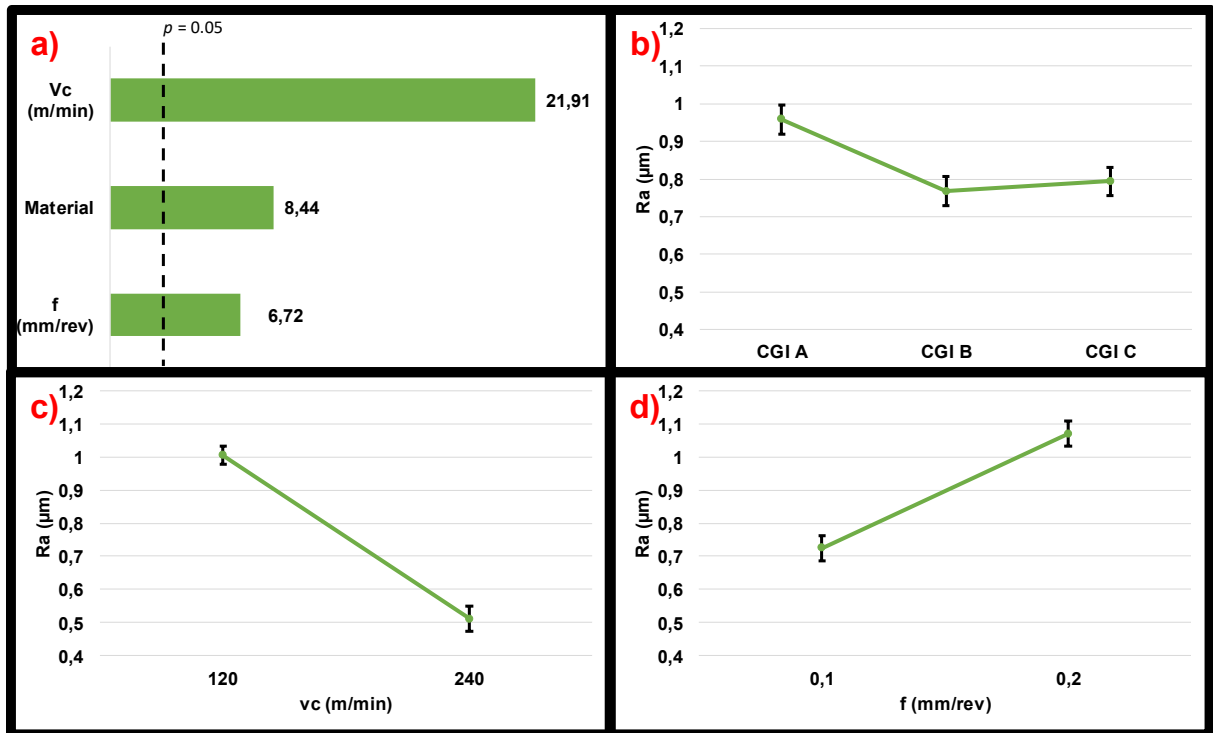 a)
p = 0.05
Vc
(m/min)
21,91
Material
8,44
f
(mm/rev)
6,72
b)
1,2
1,1
1
0,9
0,8
0,7
0,6
0,5
0,4
Ra (µm)
CGI A
CGI B
CGI C
c)
1,2
1,1
1
0,9
0,8
0,7
0,6
0,5
0,4
Ra (µm)
120
240
vc (m/min)
d)
1,2
1,1
1
0,9
0,8
0,7
0,6
0,5
0,4
Ra (µm)
0,1
0,2
f (mm/rev)